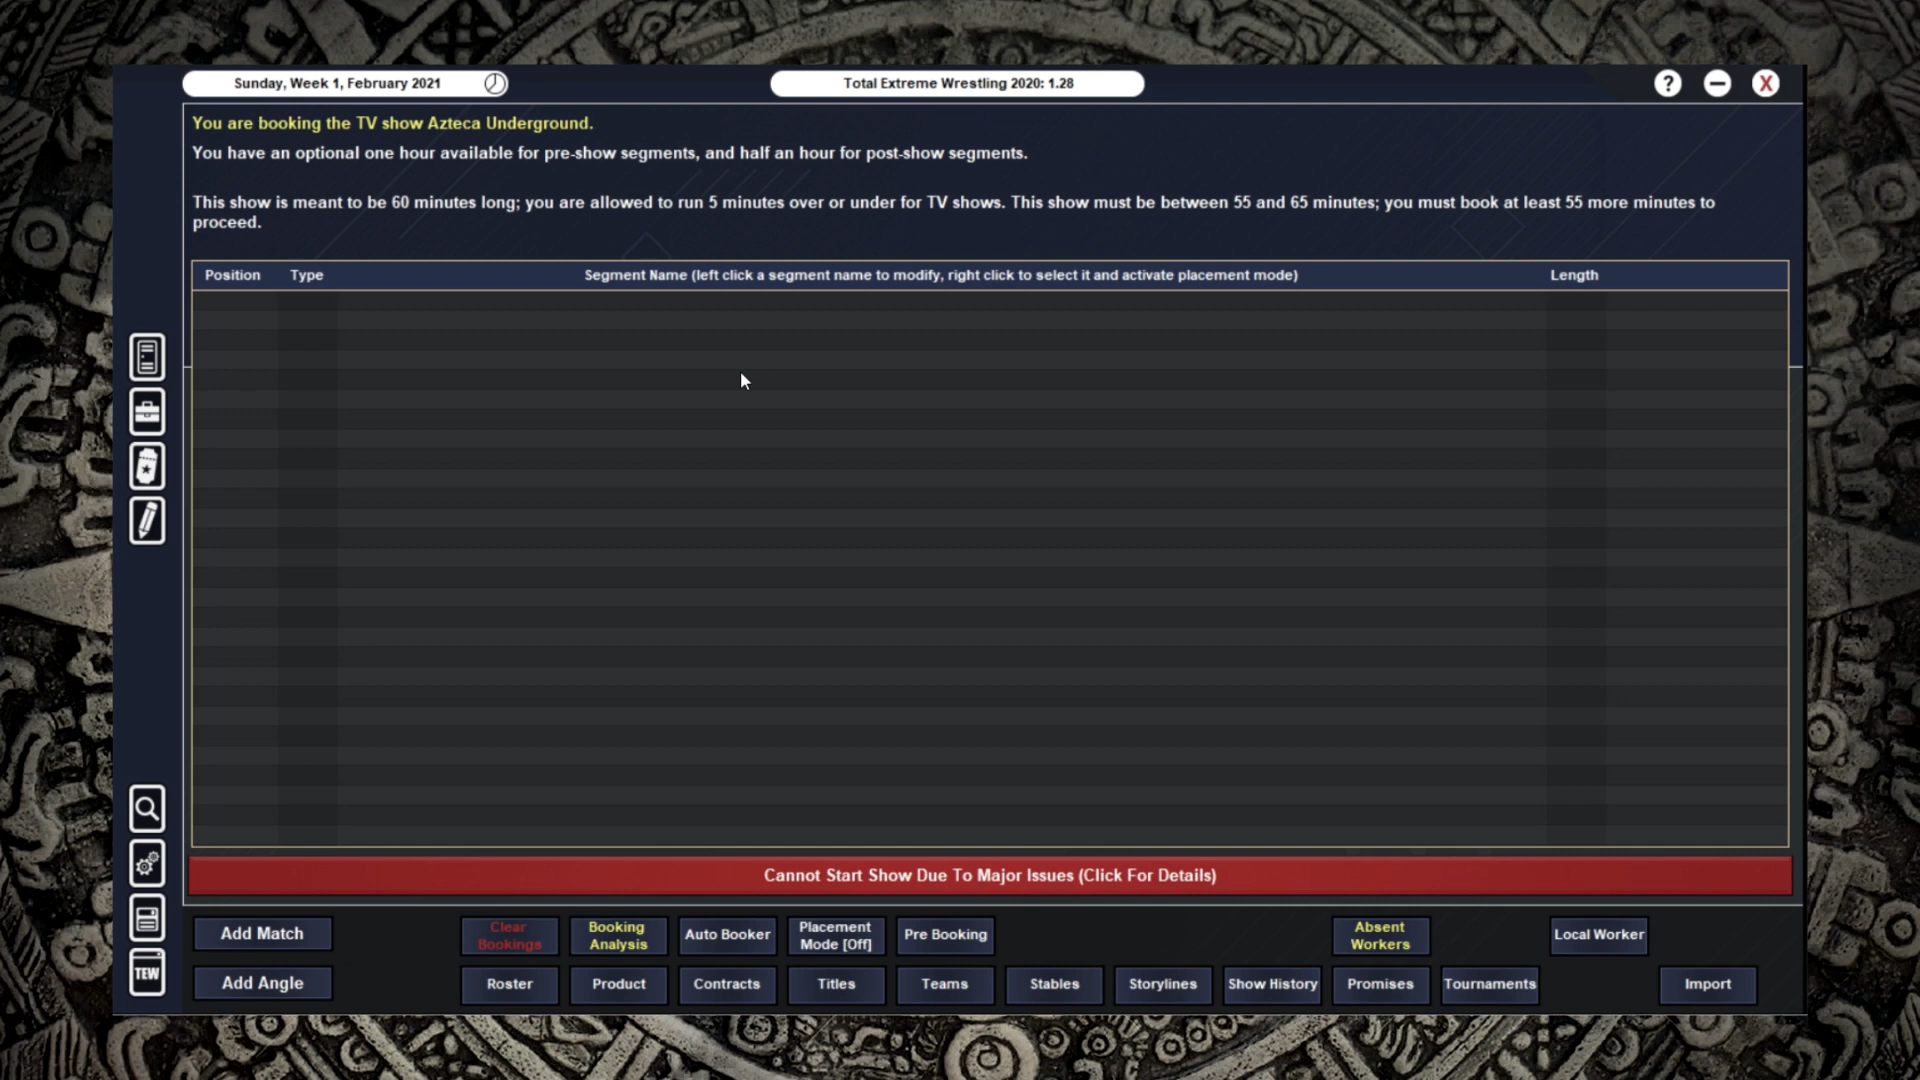 Sunday, Week 1, February 2021
Total Extreme Wrestling 2020: 1.28
?
X
You are booking the TV show Azteca Underground.
You have an optional one hour available for pre-show segments, and half an hour for post-show segments.
This show is meant to be 60 minutes long; you are allowed to run 5 minutes over or under for TV shows. This show must be between 55 and 65 minutes; you must book at least 55 more minutes to
proceed.
Position Type Segment Name (left click a segment name to modify, right click to select it and activate placement mode) Length
Cannot Start Show Due To Major Issues (Click For Details)
Add Match
Clear
Bookings
Booking
Analysis
Auto Booker
Placement
Mode [Off]
Pre Booking
Absent
Workers
Local Worker
TEW
Add Angle
Roster
Product
Contracts
Titles
Teams
Stables
Storylines
Show History
Promises
Tournaments
Import